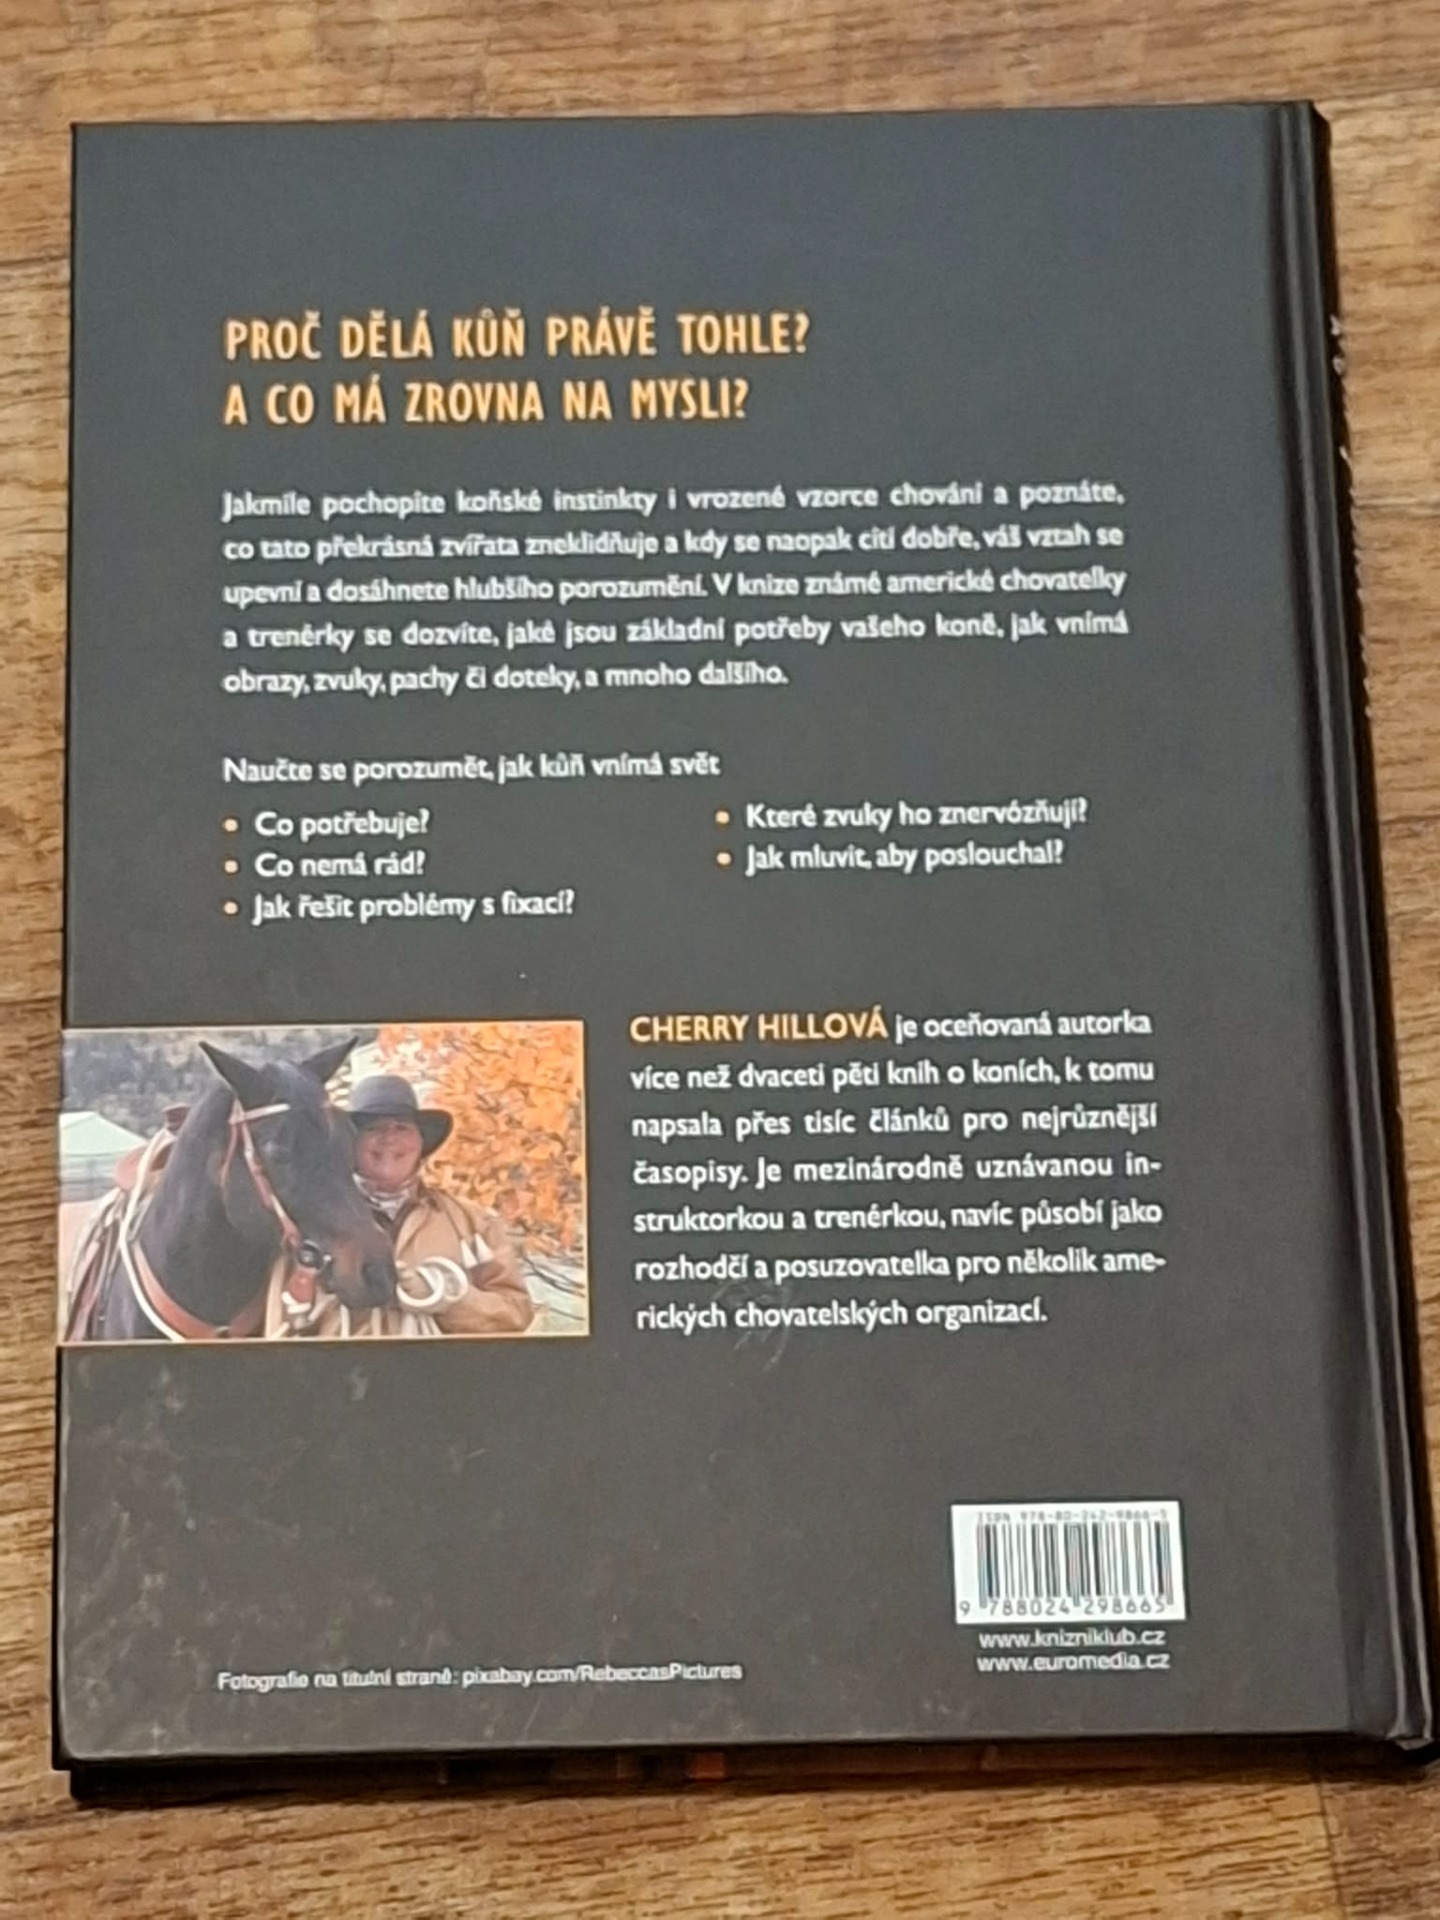 PROČ DĚLÁ KŮŇ PRÁVĚ TOHLE?
A CO MÁ ZROVNA NA MYSLI?
Jakmile pochopíte koňské instinkty i vrozené vzorce chování a poznáte,
co tato překrásná zvířata zneklidňuje a kdy se naopak cítí dobře, váš vztah se
upevní a dosáhnete hlubšího porozumění. V knize známé americké chovatelky
a trenérky se dozvíte, jaké jsou základní potřeby vašeho koně, jak vnímá
obrazy, zvuky, pachy či doteky, a mnoho dalšího.
Naučte se porozumět, jak kůň vnímá svět
• Co potřebuje?
• Co nemá rád?
• Jak řešit problémy s fixací?
• Které zvuky ho znervózňují?
• Jak mluvit, aby poslouchal?
CHERRY HILLOVÁ je oceňovaná autorka
více než dvaceti pěti knih o koních, k tomu
napsala přes tisíc článků pro nejrůznější
časopisy. Je mezinárodně uznávanou in-
struktorkou a trenérkou, navíc působí jako
rozhodčí a posuzovatelka pro několik ame-
rických chovatelských organizací.
ISBN 978-80-242-9866-5
9 788024 298665
www.knizniklub.cz
www.euromedia.cz
Fotografie na titulní straně: pixabay.com/RebeccasPictures